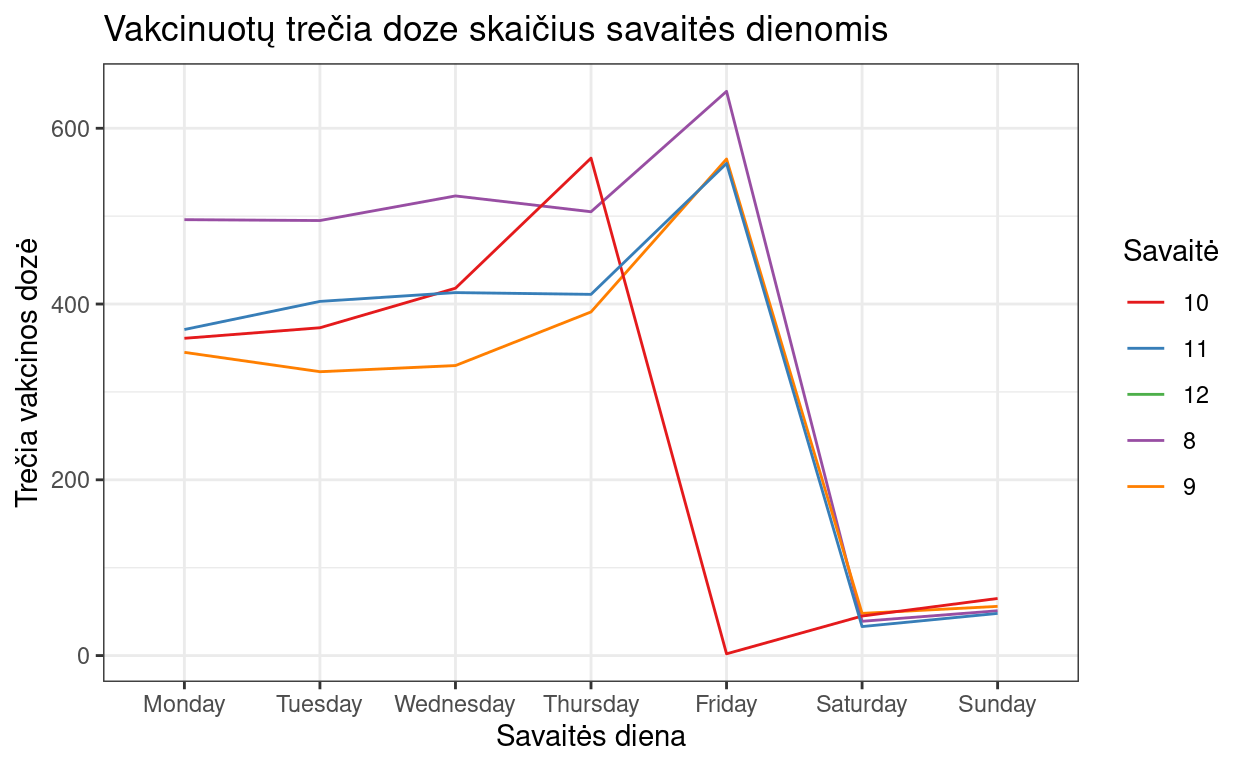 Vakcinuotų trečia doze skaičius savaitės dienomis
Trečia vakcinos dozė
600
400
200
0
Monday Tuesday Wednesday Thursday Friday Saturday Sunday
Savaitės diena
Savaitė
10
11
12
8
9